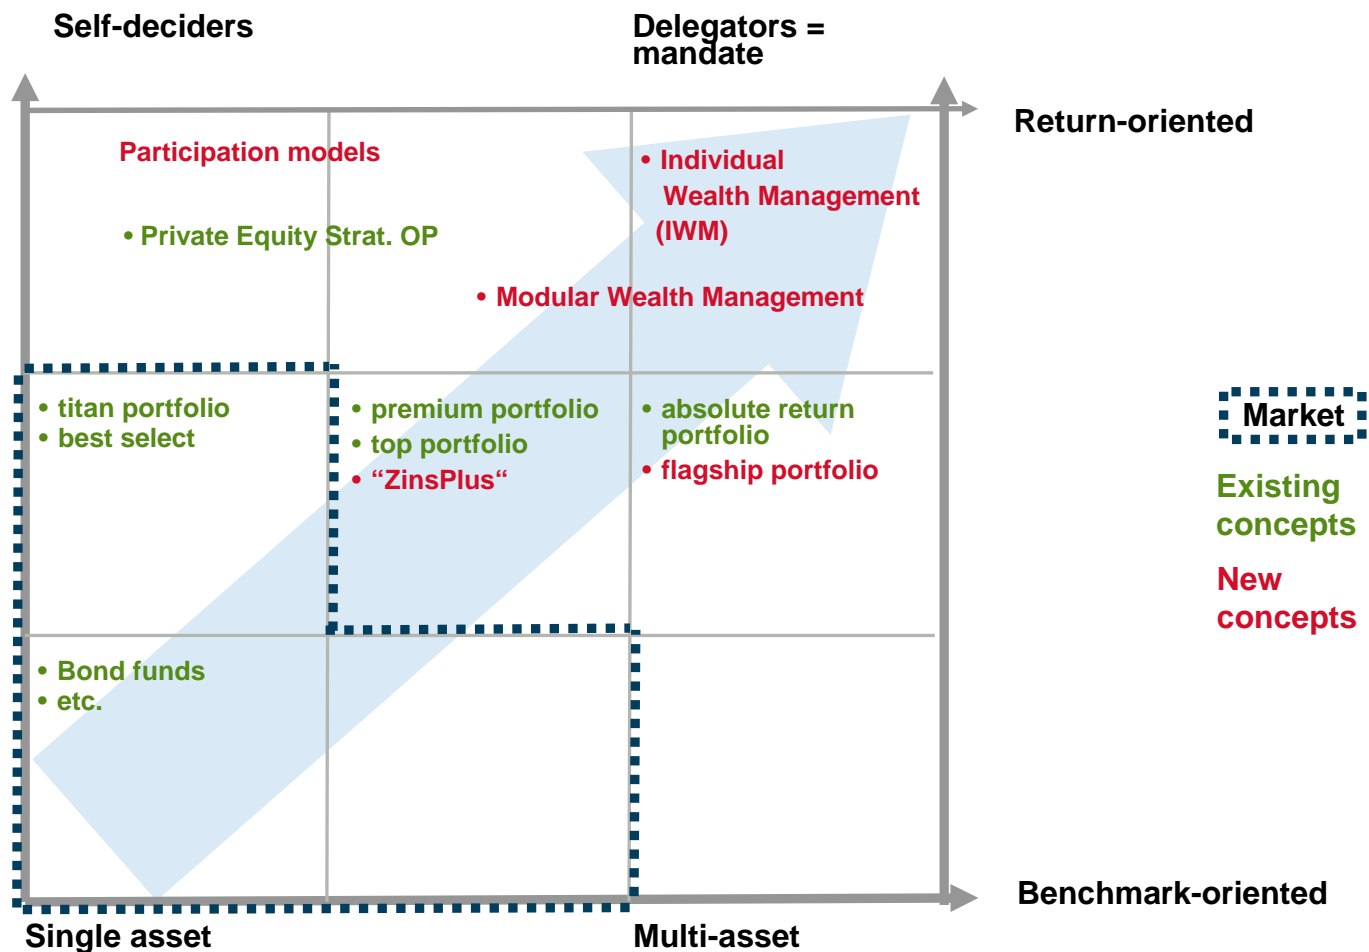 Self-deciders
Delegators =
mandate
Return-oriented
Participation models
• Individual
Wealth Management
(IWM)
• Private Equity Strat. OP
• Modular Wealth Management
• titan portfolio
• best select
• premium portfolio
• top portfolio
• “ZinsPlus“
• absolute return
portfolio
• flagship portfolio
Market
Existing
concepts
New
concepts
• Bond funds
• etc.
Benchmark-oriented
Single asset
Multi-asset